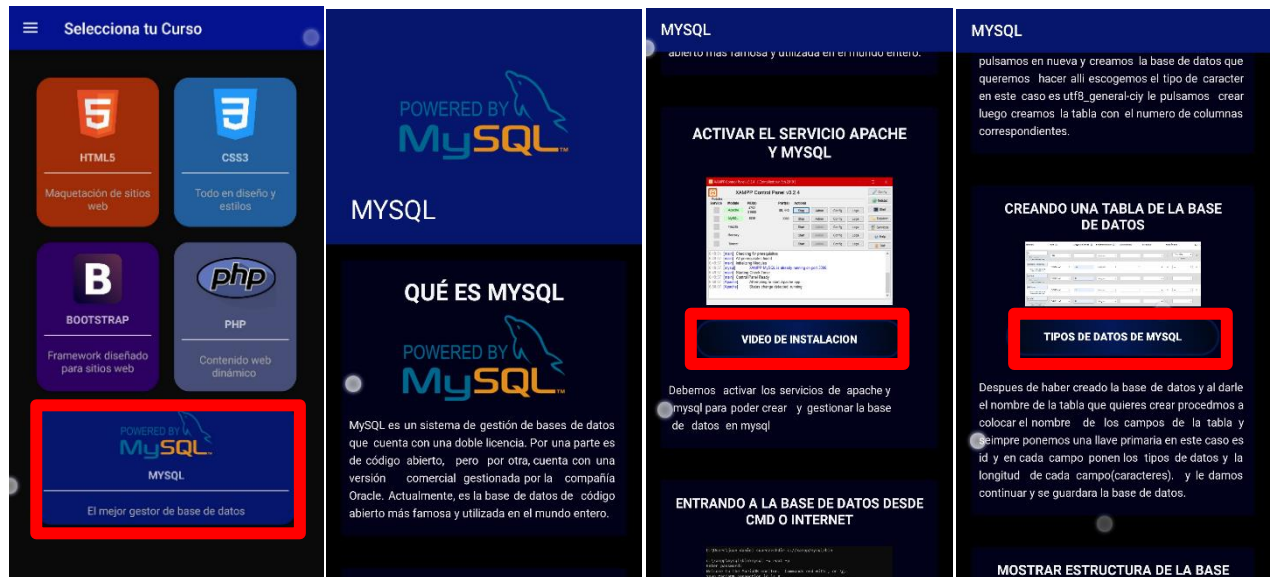 Selecciona tu Curso
HTML5
Maquetación de sitios
web
CSS3
Todo en diseño y
estilos
BOOTSTRAP
Framework diseñado
para sitios web
php
PHP
Contenido web
dinámico
POWERED BY
MySQL
MYSQL
El mejor gestor de base de datos
POWERED BY
MySQL
MYSQL
QUÉ ES MYSQL
POWERED BY
MySQL
MySQL es un sistema de gestión de bases de datos
que cuenta con una doble licencia. Por una parte es
de código abierto, pero por otra, cuenta con una
versión comercial gestionada por la compañía
Oracle. Actualmente, es la base de datos de código
abierto más famosa y utilizada en el mundo entero.
MYSQL
abierto más famosa y utilizada en el mundo entero.
ACTIVAR EL SERVICIO APACHE
Y MYSQL
XAMPP Control Panel v3.2.4
VIDEO DE INSTALACION
Debemos activar los servicios de apache y
mysql para poder crear y gestionar la base
de datos en mysql
ENTRANDO A LA BASE DE DATOS DESDE
CMD O INTERNET
MYSQL
pulsamos en nueva y creamos la base de datos que
queremos hacer alli escogemos el tipo de caracter
en este caso es utf8_general-ciy le pulsamos crear
luego creamos la tabla con el numero de columnas
correspondientes.
CREANDO UNA TABLA DE LA BASE
DE DATOS
TIPOS DE DATOS DE MYSQL
Despues de haber creado la base de datos y al darle
el nombre de la tabla que quieres crear procedmos a
colocar el nombre de los campos de la tabla y
seimpre ponemos una llave primaria en este caso es
id y en cada campo ponen los tipos de datos y la
longitud de cada campo(caracteres). y le damos
continuar y se guardara la base de datos.
MOSTRAR ESTRUCTURA DE LA BASE